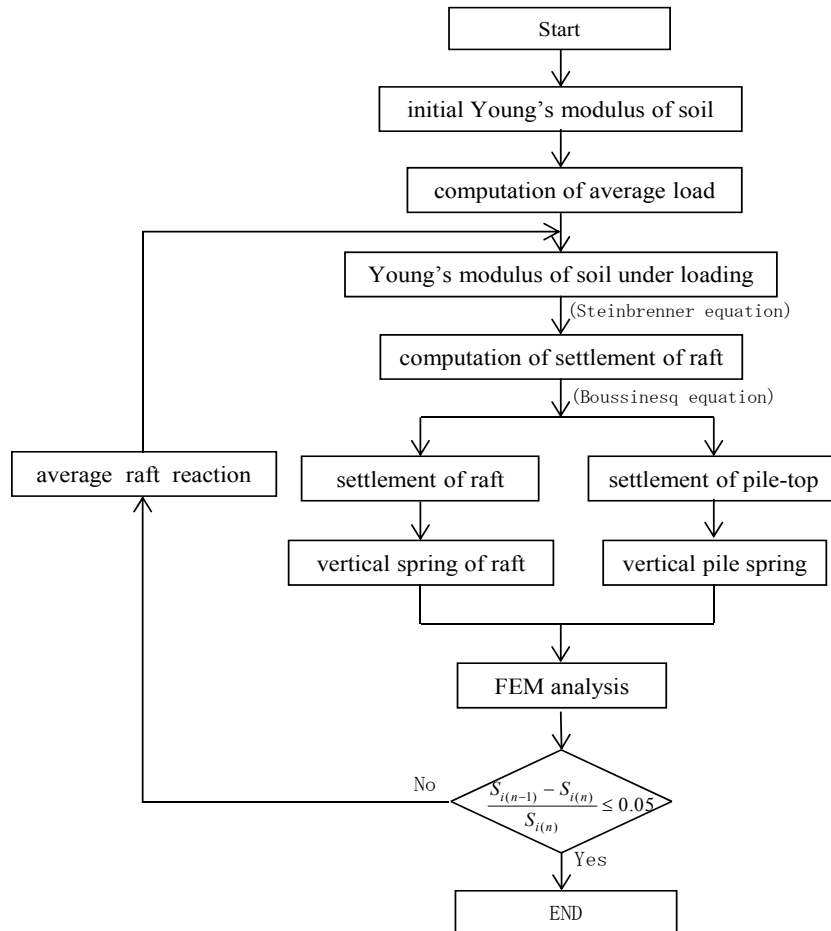 Start
initial Young’s modulus of soil
computation of average load
Young’s modulus of soil under loading
(Steinbrenner equation)
computation of settlement of raft
(Boussinesq equation)
average raft reaction
settlement of raft
settlement of pile-top
vertical spring of raft
vertical pile spring
FEM analysis
No
S_{i(n-1)} - S_{i(n)}
S_{i(n)}
≤ 0.05
Yes
END